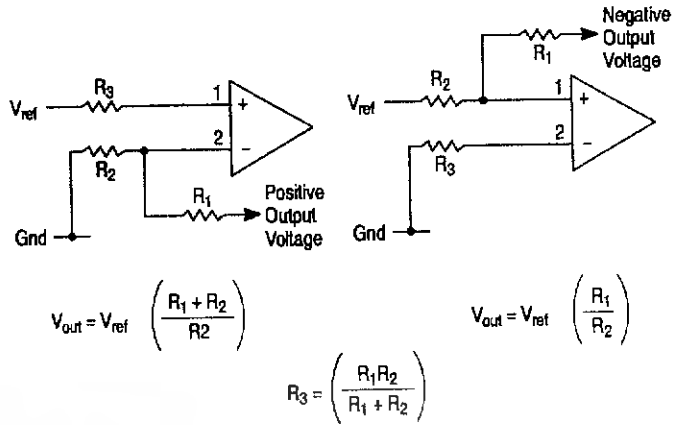 R3
1
Vref
+
2
−
R2
R1
Positive
Output
Voltage
Gnd
Negative
Output
Voltage
R1
R2
1
Vref
+
2
−
R3
Gnd
Vout = Vref (R1 + R2 / R2)
Vout = Vref (R1 / R2)
R3 = (R1R2 / R1 + R2)